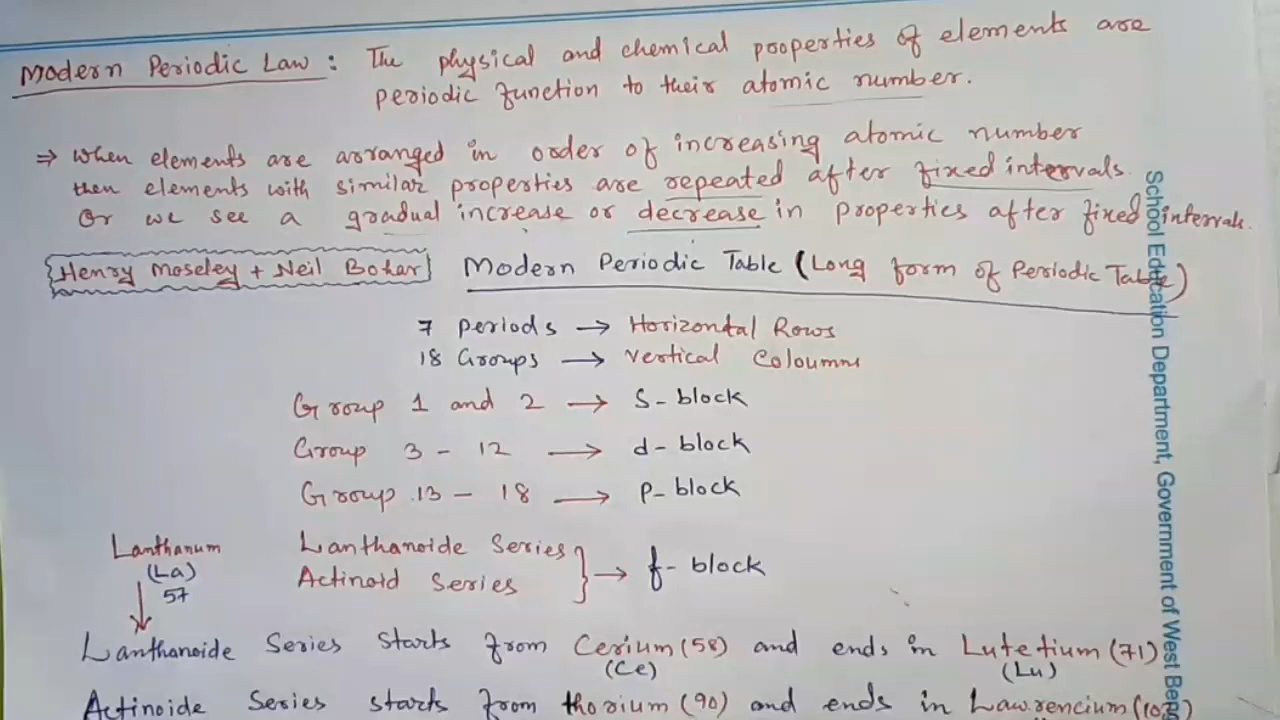 Modern Periodic Law : The physical and chemical properties of elements are
periodic function to their atomic number.
⇒ When elements are arranged in order of increasing atomic number
then elements with similar properties are repeated after fixed intervals.
Or we see a gradual increase or decrease in properties after fixed intervals.
Henry Moseley + Neil Bohar
Modern Periodic Table (Long form of Periodic Table)
7 Periods → Horizontal Rows
18 Groups → Vertical Coloumns
Group 1 and 2 → S-block
Group 3 - 12 → d-block
Group 13 - 18 → p-block
Lanthanum
(La)
57
Lanthanoide Series
Actinoid Series
} → f-block
Lanthanoide Series starts from Cerium (58) and ends in Lutetium (71)
(Ce) (Lu)
Actinoide Series starts from thorium (90) and ends in Lawrencium
School Education Department, Government of West